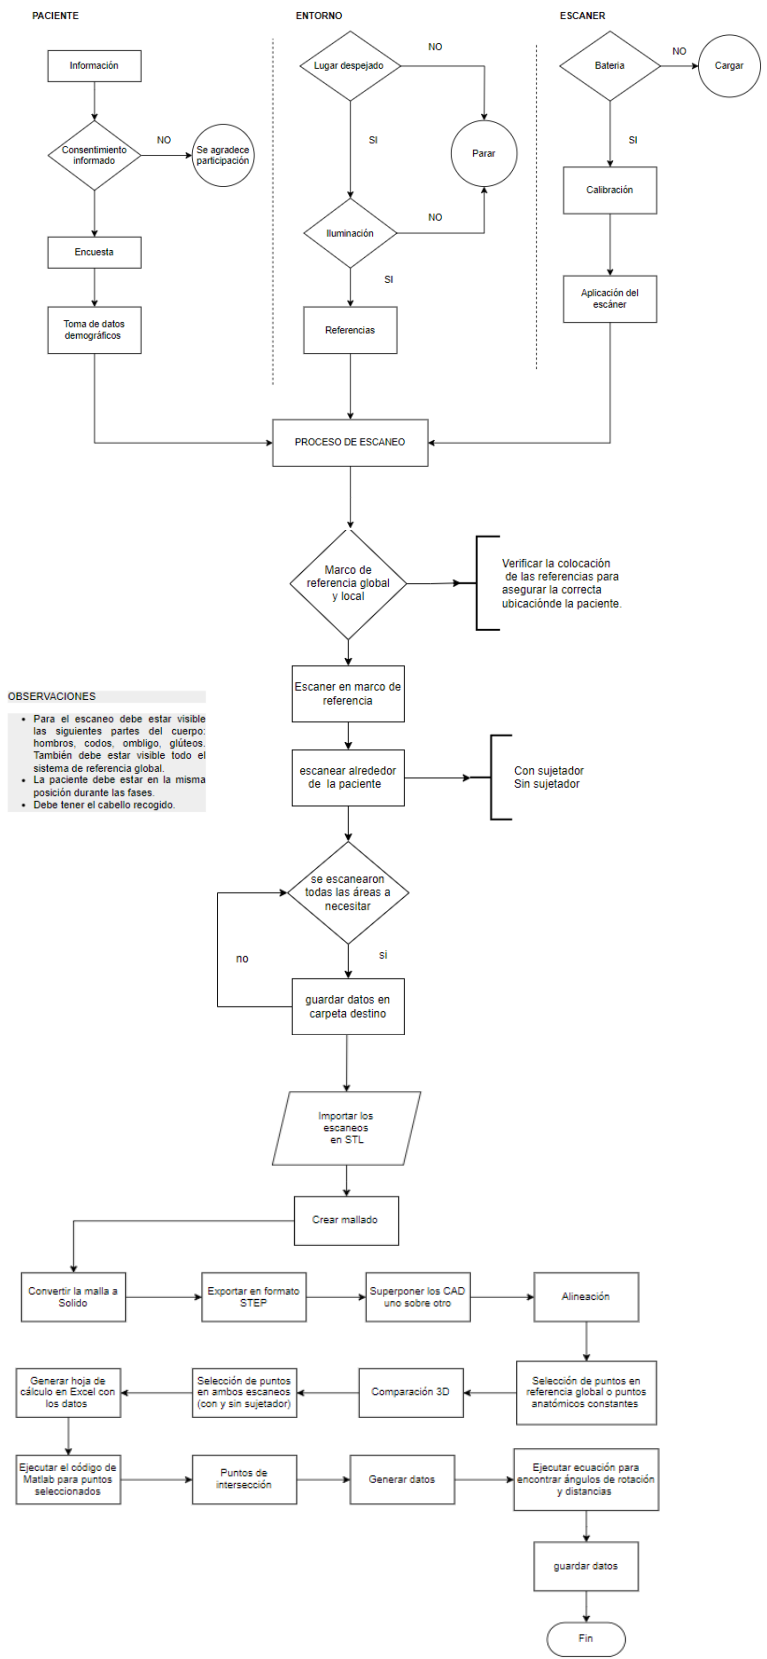 PACIENTE
ENTORNO
ESCANER
Información
Lugar despejado
NO
Bateria
NO
Cargar
Consentimiento
informado
NO
Se agradece
participación
SI
Parar
SI
Calibración
Iluminación
NO
Encuesta
SI
Aplicación del
escáner
Toma de datos
demográficos
Referencias
PROCESO DE ESCANEO
Marco de
referencia global
y local
Verificar la colocación
de las referencias para
asegurar la correcta
ubicaciónde la paciente.
Escaner en marco de
referencia
OBSERVACIONES
• Para el escaneo debe estar visible
las siguientes partes del cuerpo:
hombros, codos, ombligo, glúteos.
También debe estar visible todo el
sistema de referencia global.
• La paciente debe estar en la misma
posición durante las fases.
• Debe tener el cabello recogido.
escanear alrededor
de la paciente
Con sujetador
Sin sujetador
se escanearon
todas las áreas a
necesitar
no
si
guardar datos en
carpeta destino
Importar los
escaneos
en STL
Crear mallado
Convertir la malla a
Solido
Exportar en formato
STEP
Superponer los CAD
uno sobre otro
Alineación
Selección de puntos en
referencia global o puntos
anatómicos constantes
Comparación 3D
Selección de puntos
en ambos escaneos
(con y sin sujetador)
Generar hoja de
cálculo en Excel con
los datos
Ejecutar el código de
Matlab para puntos
seleccionados
Puntos de
intersección
Generar datos
Ejecutar ecuación para
encontrar ángulos de rotación
y distancias
guardar datos
Fin